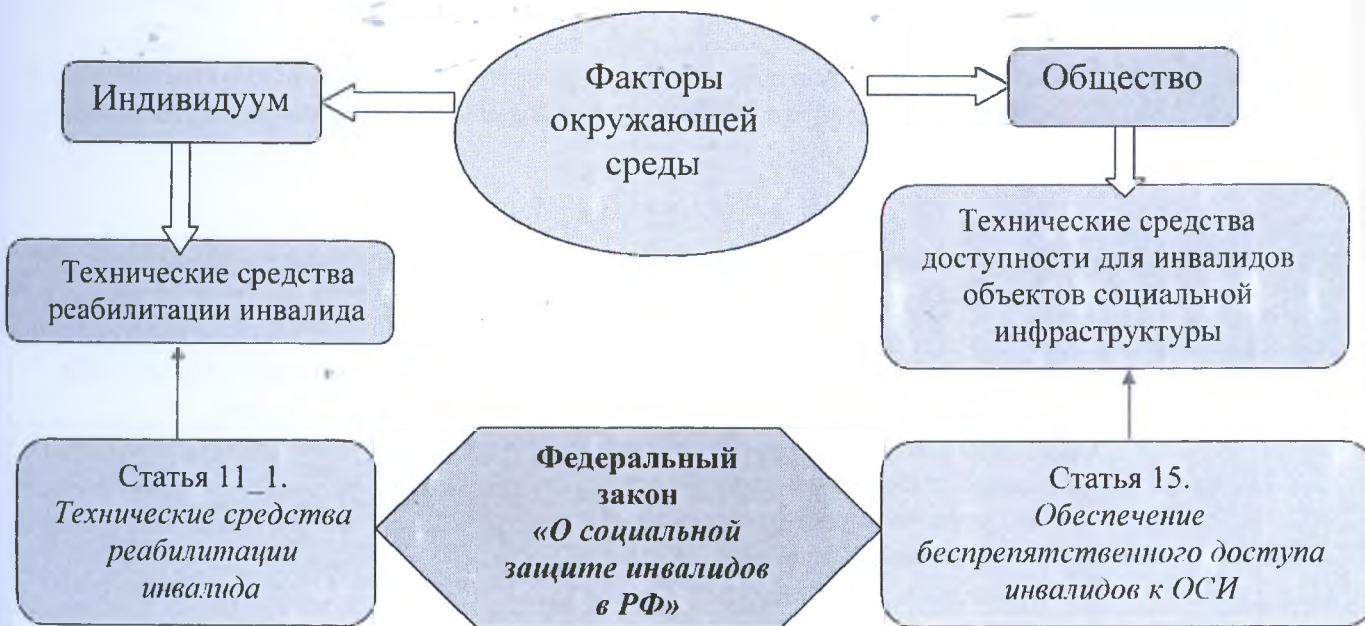 Факторы
окружающей
среды
Индивидуум
Общество
Технические средства
реабилитации инвалида
Технические средства
доступности для инвалидов
объектов социальной
инфраструктуры
Статья 11_1.
Технические средства
реабилитации
инвалида
Федеральный
закон
«О социальной
защите инвалидов
в РФ»
Статья 15.
Обеспечение
беспрепятственного доступа
инвалидов к ОСИ